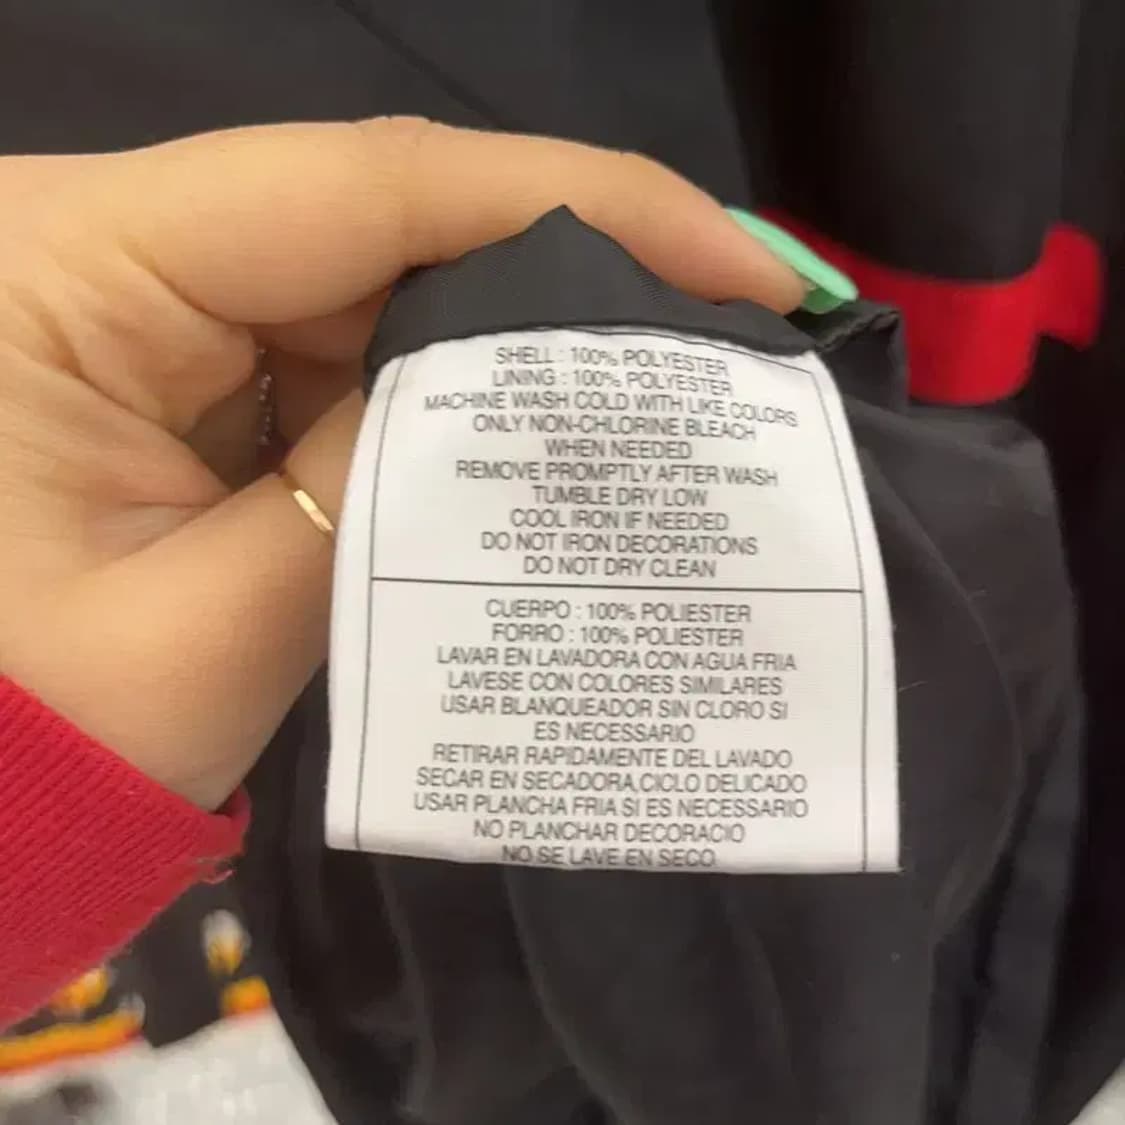 SHELL : 100% POLYESTER
LINING : 100% POLYESTER
MACHINE WASH COLD WITH LIKE COLORS
ONLY NON-CHLORINE BLEACH
WHEN NEEDED
REMOVE PROMPTLY AFTER WASH
TUMBLE DRY LOW
COOL IRON IF NEEDED
DO NOT IRON DECORATIONS
DO NOT DRY CLEAN
CUERPO : 100% POLIESTER
FORRO : 100% POLIESTER
LAVAR EN LAVADORA CON AGUA FRIA
LAVESE CON COLORES SIMILARES
USAR BLANQUEADOR SIN CLORO SI
ES NECESSARIO
RETIRAR RAPIDAMENTE DEL LAVADO
SECAR EN SECADORA,CICLO DELICADO
USAR PLANCHA FRIA SI ES NECESSARIO
NO PLANCHAR DECORACIO
NO SE LAVE EN SECO